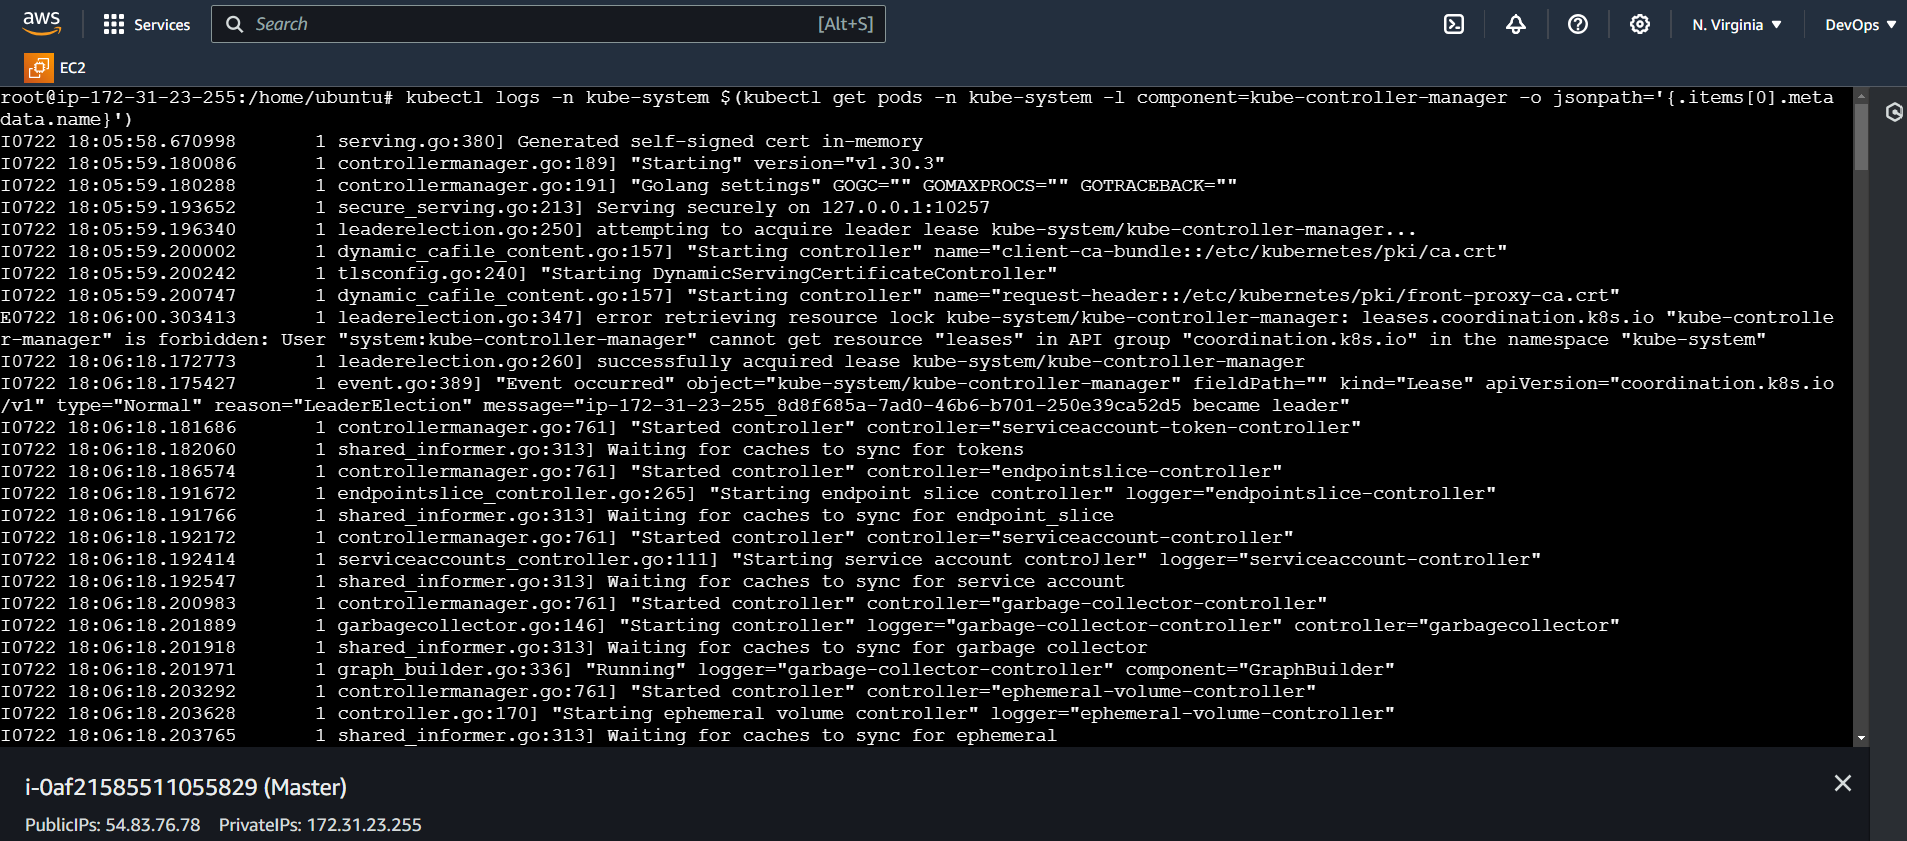 aws
Services
Search
[Alt+S]
N. Virginia
DevOps
EC2
root@ip-172-31-23-255:/home/ubuntu# kubectl logs -n kube-system $(kubectl get pods -n kube-system -l component=kube-controller-manager -o jsonpath='{.items[0].meta
data.name}')
I0722 18:05:58.670998       1 serving.go:380] Generated self-signed cert in-memory
I0722 18:05:59.180086       1 controllermanager.go:189] "Starting" version="v1.30.3"
I0722 18:05:59.180288       1 controllermanager.go:191] "Golang settings" GOGC="" GOMAXPROCS="" GOTRACEBACK=""
I0722 18:05:59.193652       1 secure_serving.go:213] Serving securely on 127.0.0.1:10257
I0722 18:05:59.196340       1 leaderelection.go:250] attempting to acquire leader lease kube-system/kube-controller-manager...
I0722 18:05:59.200002       1 dynamic_cafile_content.go:157] "Starting controller" name="client-ca-bundle::/etc/kubernetes/pki/ca.crt"
I0722 18:05:59.200242       1 tlsconfig.go:240] "Starting DynamicServingCertificateController"
I0722 18:05:59.200747       1 dynamic_cafile_content.go:157] "Starting controller" name="request-header::/etc/kubernetes/pki/front-proxy-ca.crt"
E0722 18:06:00.303413       1 leaderelection.go:347] error retrieving resource lock kube-system/kube-controller-manager: leases.coordination.k8s.io "kube-controlle
r-manager" is forbidden: User "system:kube-controller-manager" cannot get resource "leases" in API group "coordination.k8s.io" in the namespace "kube-system"
I0722 18:06:18.172773       1 leaderelection.go:260] successfully acquired lease kube-system/kube-controller-manager
I0722 18:06:18.175427       1 event.go:389] "Event occurred" object="kube-system/kube-controller-manager" fieldPath="" kind="Lease" apiVersion="coordination.k8s.io
/v1" type="Normal" reason="LeaderElection" message="ip-172-31-23-255_8d8f685a-7ad0-46b6-b701-250e39ca52d5 became leader"
I0722 18:06:18.181686       1 controllermanager.go:761] "Started controller" controller="serviceaccount-token-controller"
I0722 18:06:18.182060       1 shared_informer.go:313] Waiting for caches to sync for tokens
I0722 18:06:18.186574       1 controllermanager.go:761] "Started controller" controller="endpointslice-controller"
I0722 18:06:18.191672       1 endpointslice_controller.go:265] "Starting endpoint slice controller" logger="endpointslice-controller"
I0722 18:06:18.191766       1 shared_informer.go:313] Waiting for caches to sync for endpoint_slice
I0722 18:06:18.192172       1 controllermanager.go:761] "Started controller" controller="serviceaccount-controller"
I0722 18:06:18.192414       1 serviceaccounts_controller.go:111] "Starting service account controller" logger="serviceaccount-controller"
I0722 18:06:18.192547       1 shared_informer.go:313] Waiting for caches to sync for service account
I0722 18:06:18.200983       1 controllermanager.go:761] "Started controller" controller="garbage-collector-controller"
I0722 18:06:18.201889       1 garbagecollector.go:146] "Starting controller" logger="garbage-collector-controller" controller="garbagecollector"
I0722 18:06:18.201918       1 shared_informer.go:313] Waiting for caches to sync for garbage collector
I0722 18:06:18.201971       1 graph_builder.go:336] "Running" logger="garbage-collector-controller" component="GraphBuilder"
I0722 18:06:18.203292       1 controllermanager.go:761] "Started controller" controller="ephemeral-volume-controller"
I0722 18:06:18.203628       1 controller.go:170] "Starting ephemeral volume controller" logger="ephemeral-volume-controller"
I0722 18:06:18.203765       1 shared_informer.go:313] Waiting for caches to sync for ephemeral
i-0af21585511055829 (Master)
PublicIPs: 54.83.76.78   PrivateIPs: 172.31.23.255